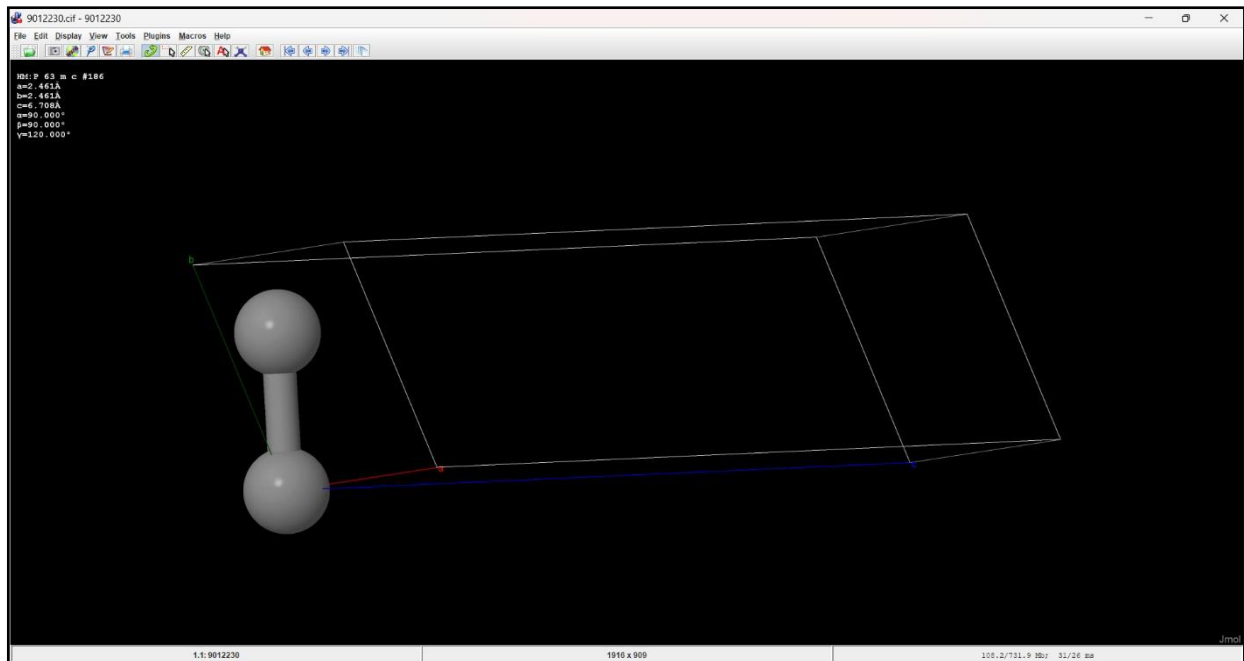 9012230.cif - 9012230
File Edit Display View Tools Plugins Macros Help
HM:P 63 m c #186
a=2.461Å
b=2.461Å
c=6.708Å
α=90.000°
β=90.000°
γ=120.000°
b
a
c
Jmol
1.1: 9012230
1916 x 909
108.2/731.9 Mb; 31/26 ms